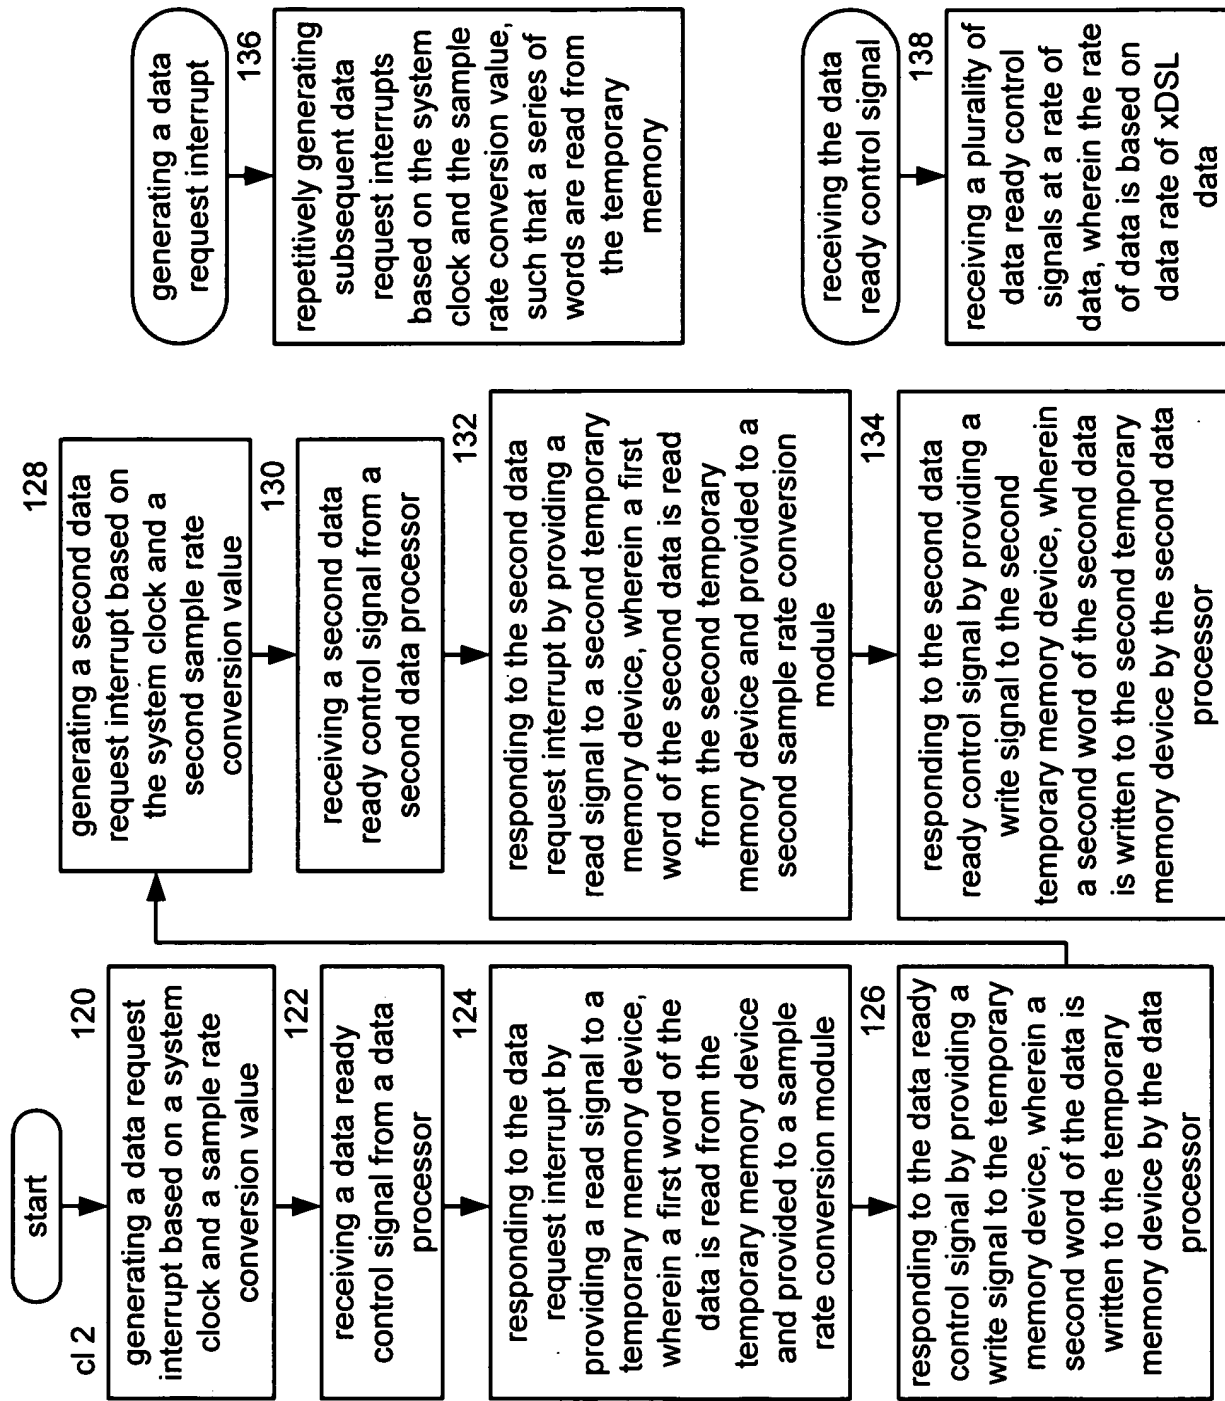 start
cl 2
120
generating a data request
interrupt based on a system
clock and a sample rate
conversion value
122
receiving a data ready
control signal from a data
processor
124
responding to the data
request interrupt by
providing a read signal to a
temporary memory device,
wherein a first word of the
data is read from the
temporary memory device
and provided to a sample
rate conversion module
126
responding to the data ready
control signal by providing a
write signal to the temporary
memory device, wherein a
second word of the data is
written to the temporary
memory device by the data
processor
128
generating a second data
request interrupt based on
the system clock and a
second sample rate
conversion value
130
receiving a second data
ready control signal from a
second data processor
132
responding to the second data
request interrupt by providing a
read signal to a second temporary
memory device, wherein a first
word of the second data is read
from the second temporary
memory device and provided to a
second sample rate conversion
module
134
responding to the second data
ready control signal by providing a
write signal to the second
temporary memory device, wherein
a second word of the second data
is written to the second temporary
memory device by the second data
processor
generating a data
request interrupt
136
repetitively generating
subsequent data
request interrupts
based on the system
clock and the sample
rate conversion value,
such that a series of
words are read from
the temporary
memory
receiving the data
ready control signal
138
receiving a plurality of
data ready control
signals at a rate of
data, wherein the rate
of data is based on
data rate of xDSL
data